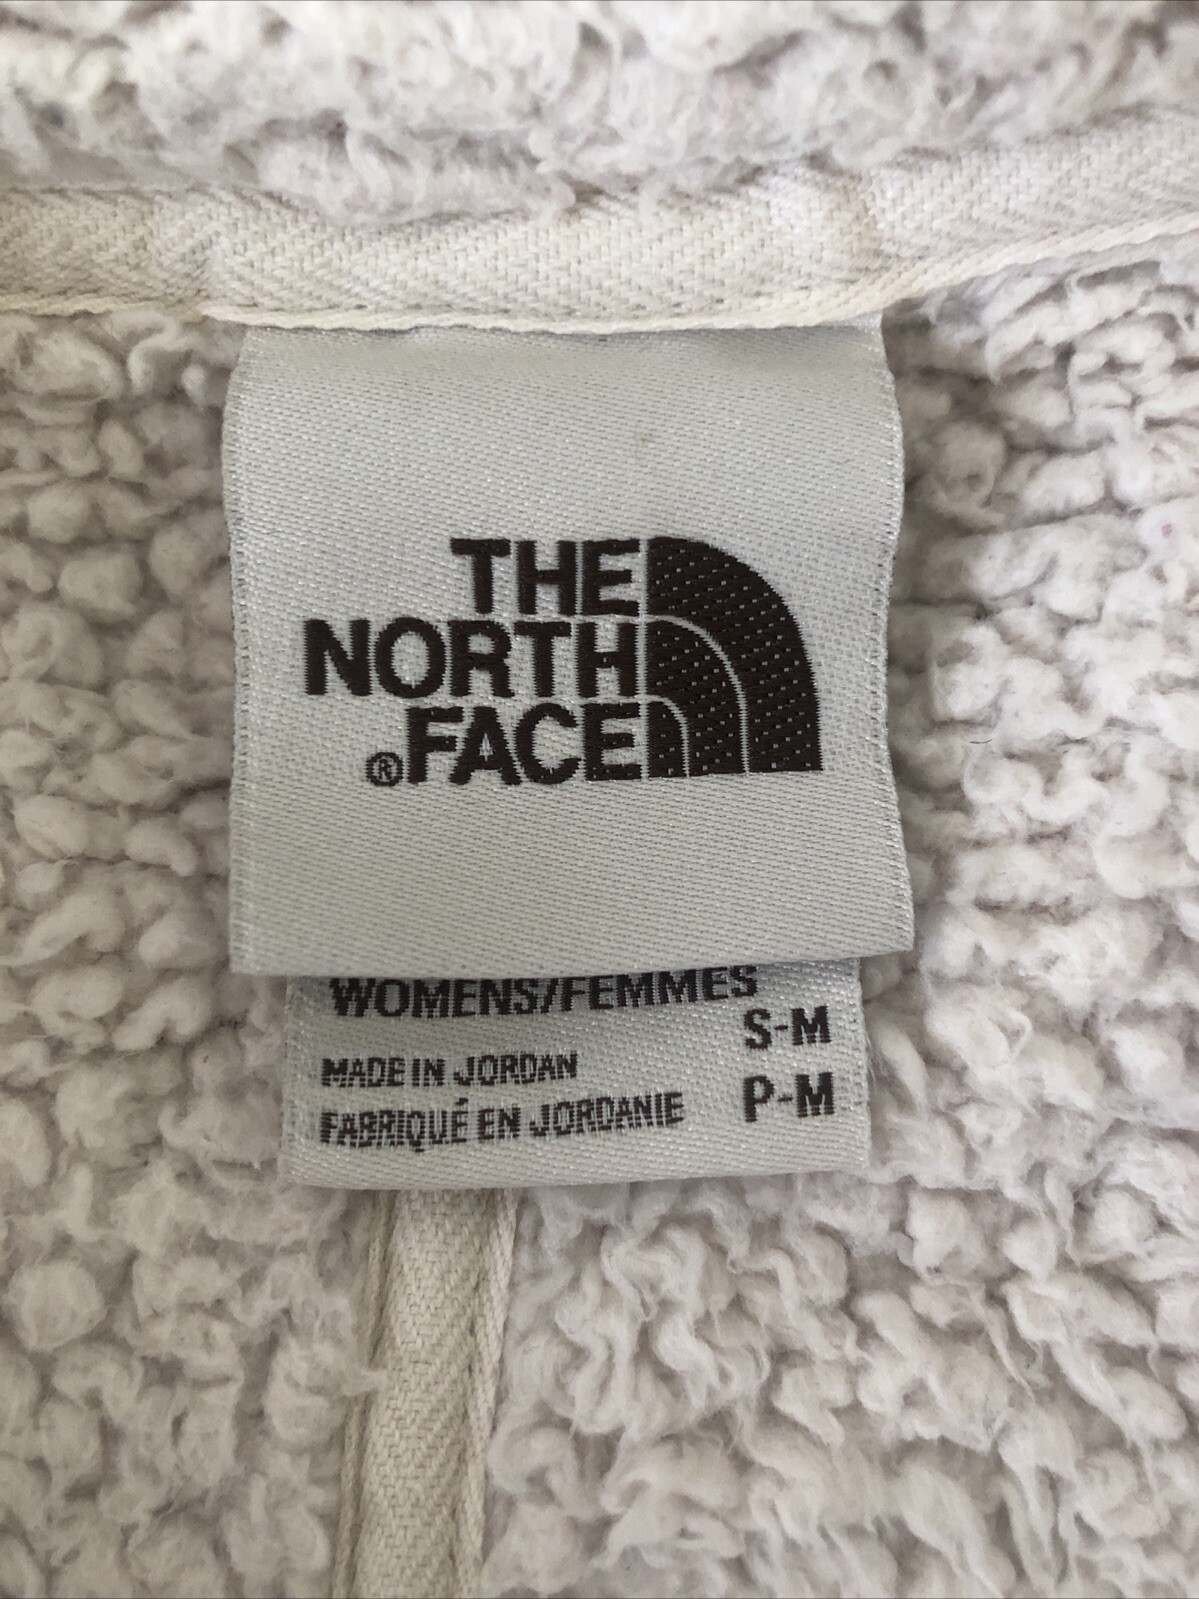 THE
NORTH
®FACE
WOMENS/FEMMES
S-M
MADE IN JORDAN
P-M
FABRIQUÉ EN JORDANIE